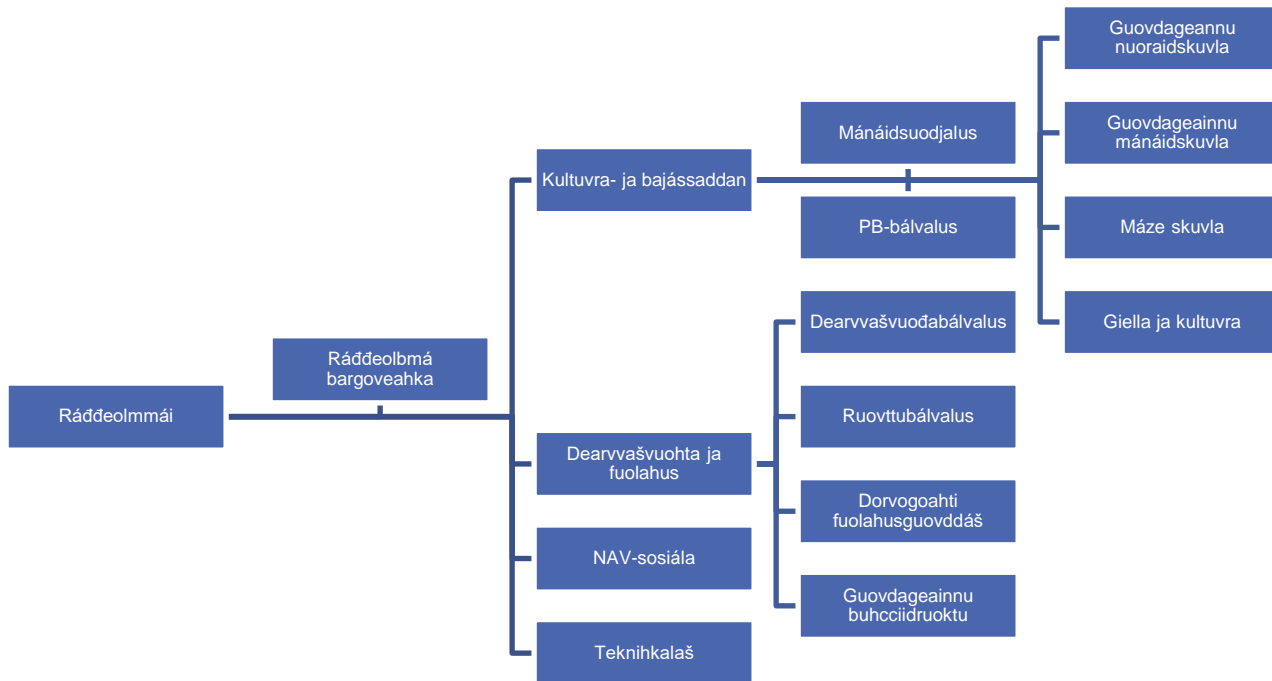 Ráđđeolmmái
Ráđđeolbmá
bargoveahka
Kultuvra- ja bajássaddan
Mánáidsuodjalus
PB-bálvalus
Guovdageannu
nuoraidskuvla
Guovdageainnu
mánáidskuvla
Máze skuvla
Giella ja kultuvra
Dearvvašvuohta ja
fuolahus
Dearvvašvuođabálvalus
Ruovttubálvalus
Dorvogoahti
fuolahusguovddáš
Guovdageainnu
buhcciidruoktu
NAV-sosiála
Teknihkalaš